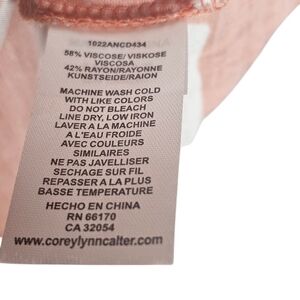 1022ANCD434
58% VISCOSE/ VISKOSE
VISCOSA
42% RAYON/RAYONNE
KUNSTSEIDE/RAION
MACHINE WASH COLD
WITH LIKE COLORS
DO NOT BLEACH
LINE DRY, LOW IRON
LAVER A LA MACHINE
A L'EAU FROIDE
AVEC COULEURS
SIMILAIRES
NE PAS JAVELLISER
SECHAGE SUR FIL
REPASSER A LA PLUS
BASSE TEMPERATURE
HECHO EN CHINA
RN 66170
CA 32054
www.coreylynncalter.com